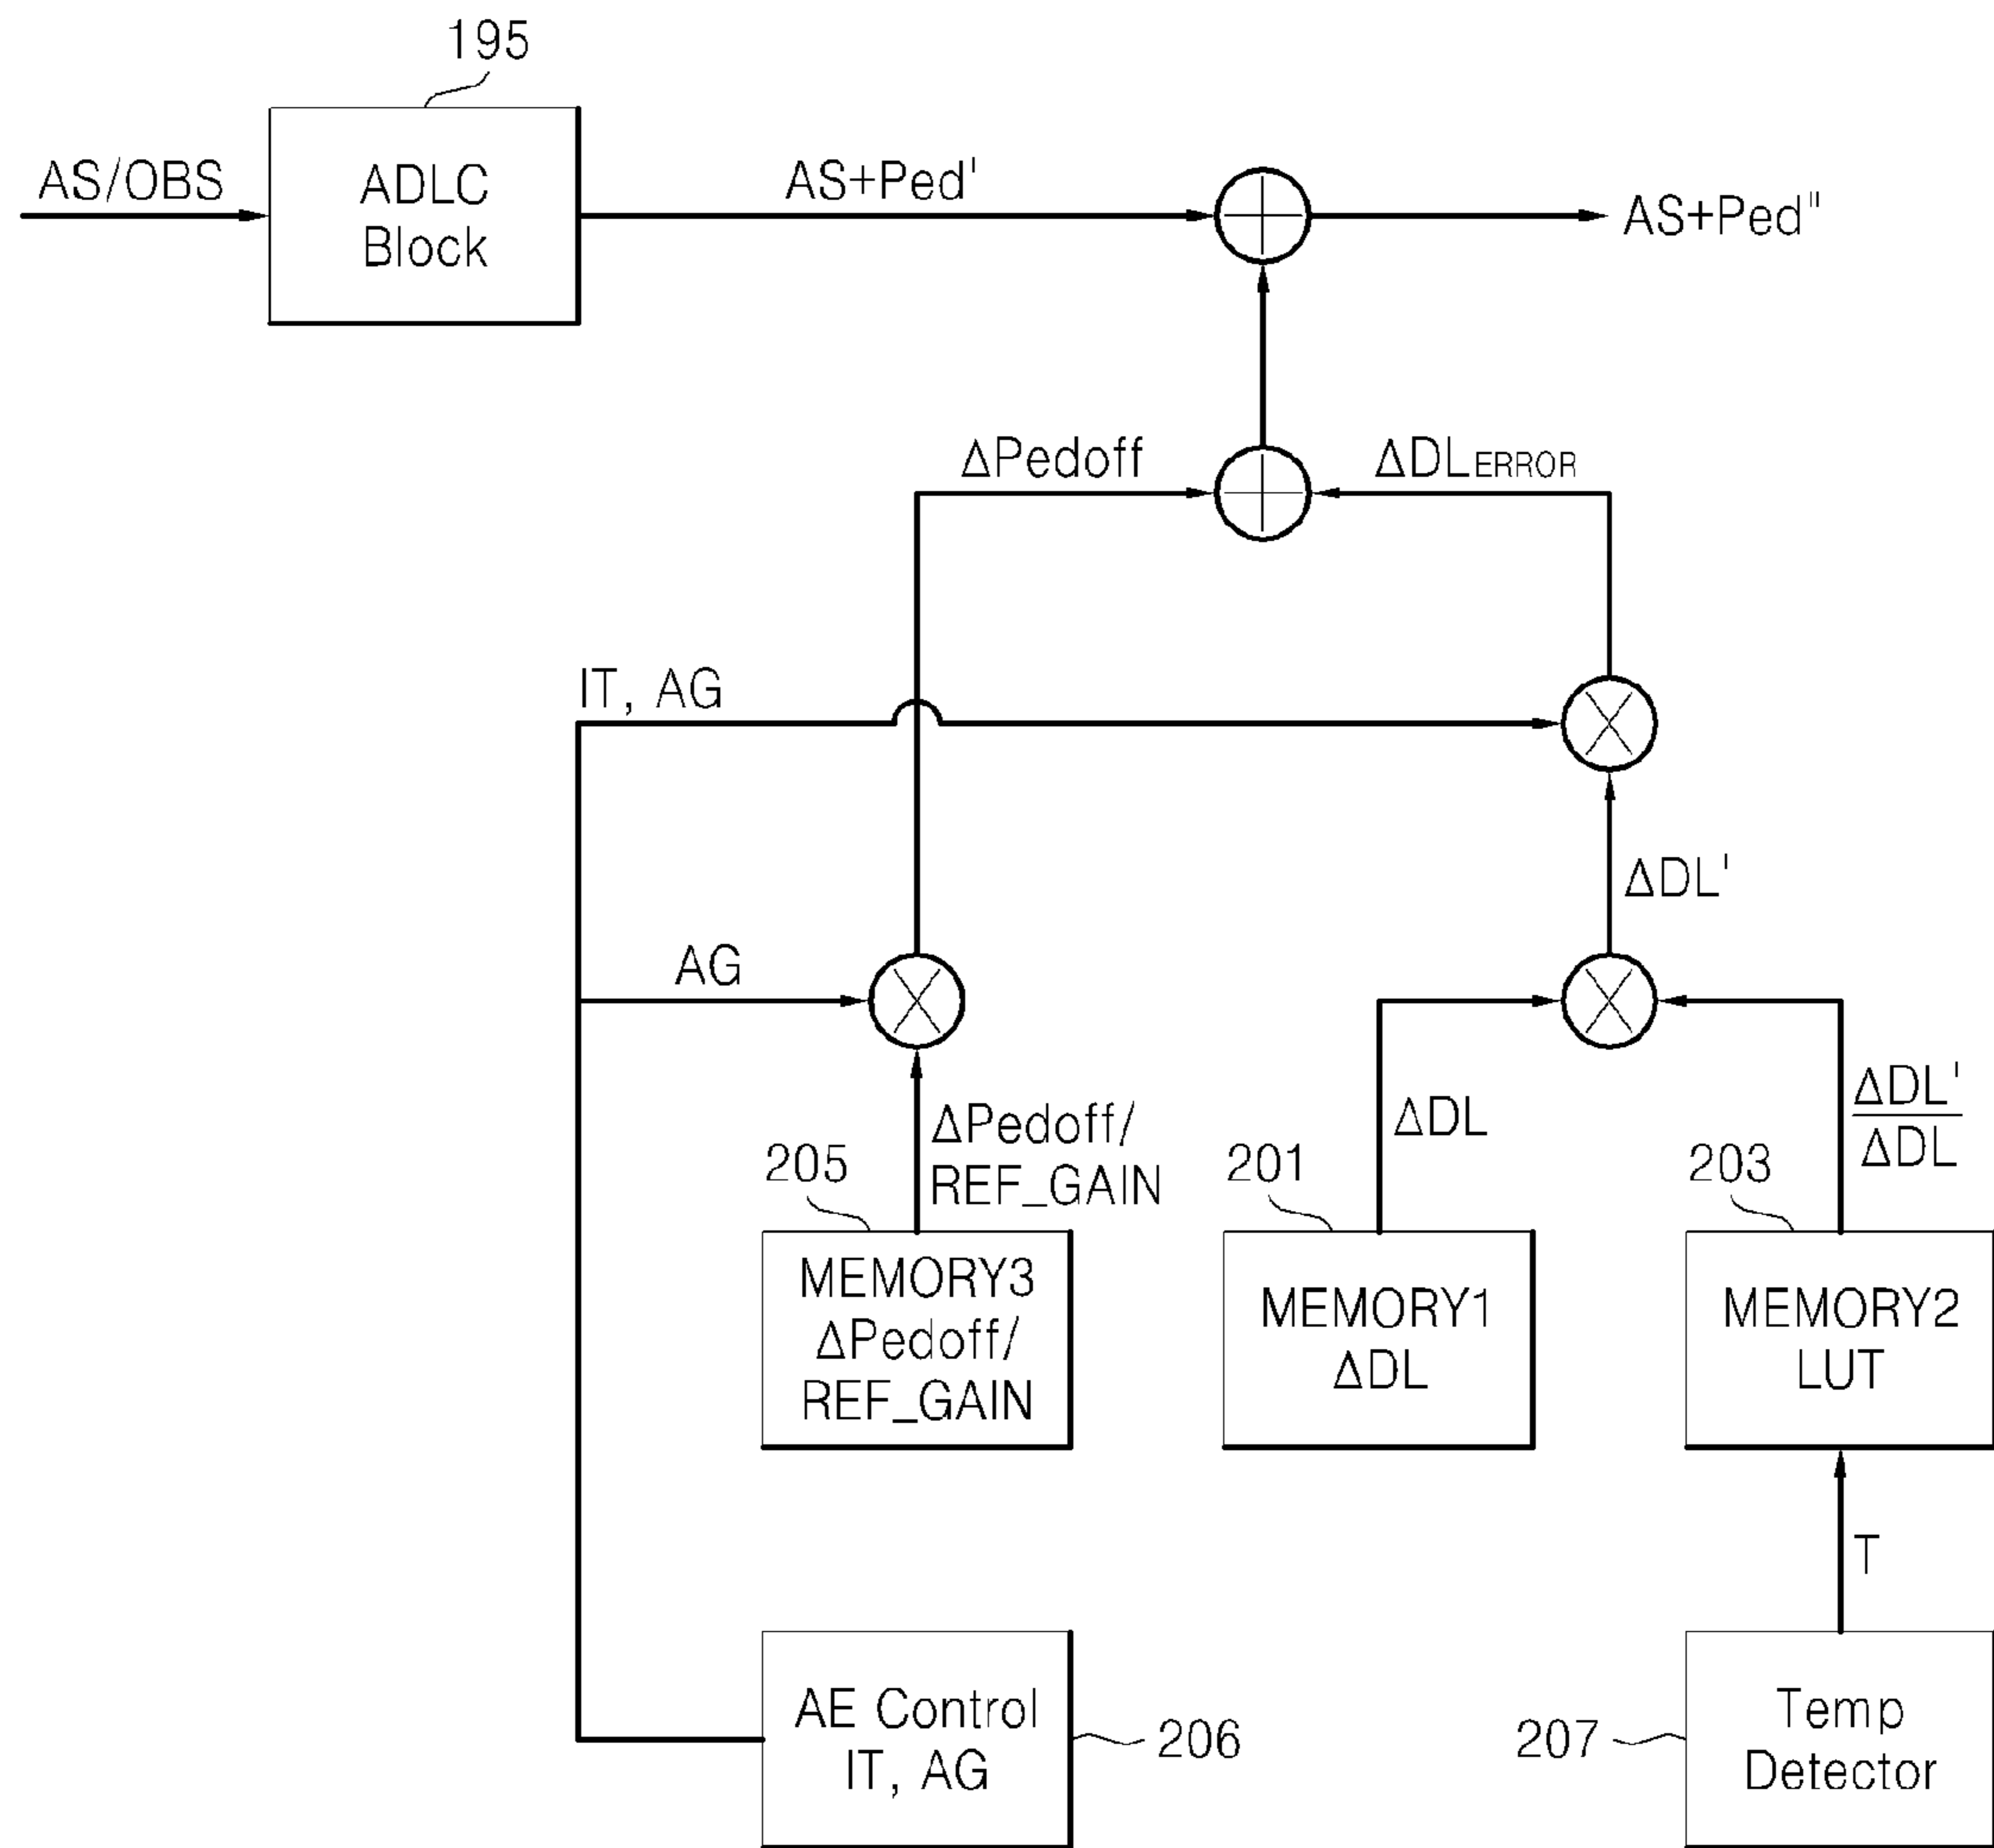 195
AS/OBS
ADLC
Block
AS+Ped'
AS+Ped"
ΔPedoff
ΔDLERROR
IT, AG
ΔDL'
AG
ΔPedoff/
REF_GAIN
ΔDL
ΔDL'
ΔDL
205
201
203
MEMORY3
ΔPedoff/
REF_GAIN
MEMORY1
ΔDL
MEMORY2
LUT
T
AE Control
IT, AG
206
207
Temp
Detector